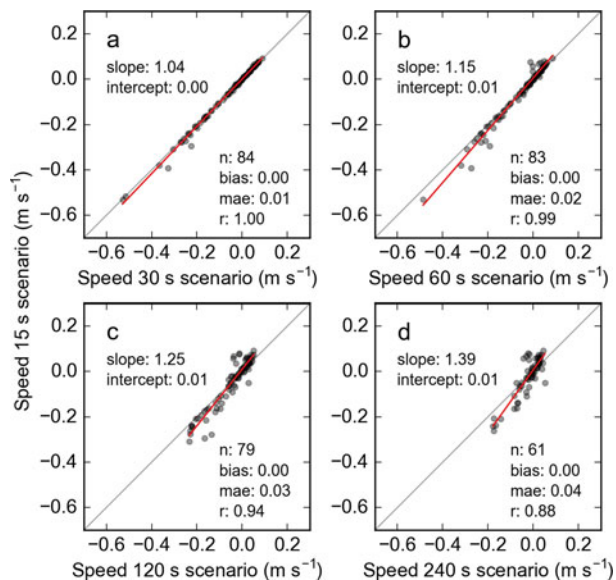 a
slope: 1.04
intercept: 0.00
n: 84
bias: 0.00
mae: 0.01
r: 1.00
0.2
0.0
−0.2
−0.4
−0.6
−0.6 −0.4 −0.2 0.0 0.2
Speed 30 s scenario (m s⁻¹)
b
slope: 1.15
intercept: 0.01
n: 83
bias: 0.00
mae: 0.02
r: 0.99
0.2
0.0
−0.2
−0.4
−0.6
−0.6 −0.4 −0.2 0.0 0.2
Speed 60 s scenario (m s⁻¹)
Speed 15 s scenario (m s⁻¹)
c
slope: 1.25
intercept: 0.01
n: 79
bias: 0.00
mae: 0.03
r: 0.94
0.2
0.0
−0.2
−0.4
−0.6
−0.6 −0.4 −0.2 0.0 0.2
Speed 120 s scenario (m s⁻¹)
d
slope: 1.39
intercept: 0.01
n: 61
bias: 0.00
mae: 0.04
r: 0.88
0.2
0.0
−0.2
−0.4
−0.6
−0.6 −0.4 −0.2 0.0 0.2
Speed 240 s scenario (m s⁻¹)